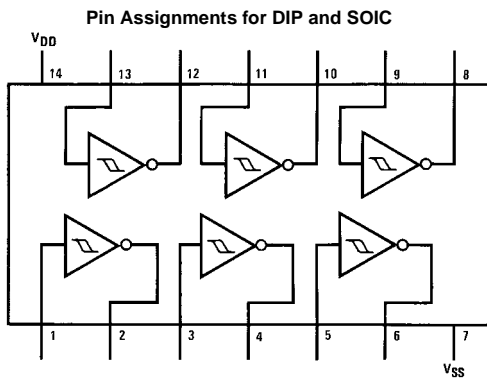 Pin Assignments for DIP and SOIC
VDD
14 13 12 11 10 9 8
1 2 3 4 5 6 7
VSS